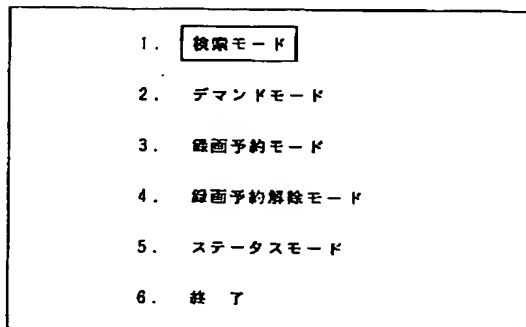 1. 検索モード
2. デマンドモード
3. 録画予約モード
4. 録画予約解除モード
5. ステータスモード
6. 終 了